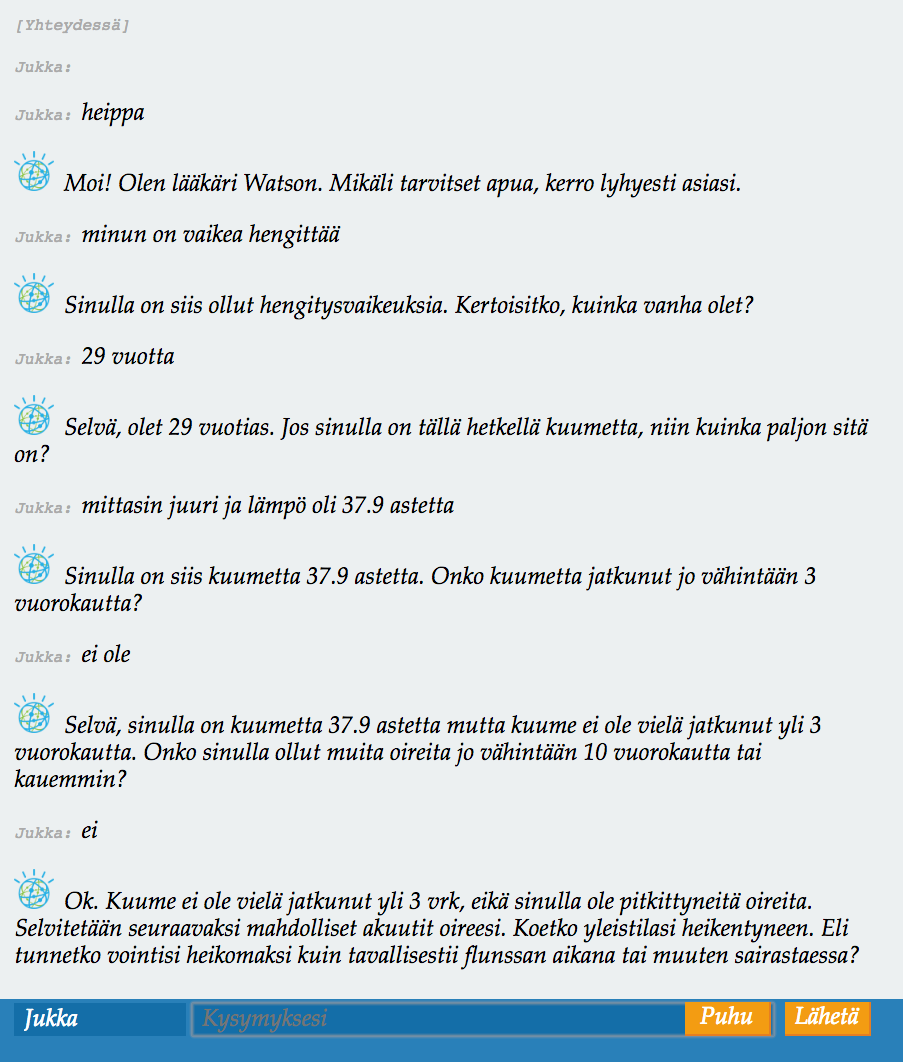 [Yhteydessä]
Jukka:
Jukka: heippa
Moi! Olen lääkäri Watson. Mikäli tarvitset apua, kerro lyhyesti asiasi.
Jukka: minun on vaikea hengittää
Sinulla on siis ollut hengitysvaikeuksia. Kertoisitko, kuinka vanha olet?
Jukka: 29 vuotta
Selvä, olet 29 vuotias. Jos sinulla on tällä hetkellä kuumetta, niin kuinka paljon sitä
on?
Jukka: mittasin juuri ja lämpö oli 37.9 astetta
Sinulla on siis kuumetta 37.9 astetta. Onko kuumetta jatkunut jo vähintään 3
vuorokautta?
Jukka: ei ole
Selvä, sinulla on kuumetta 37.9 astetta mutta kuume ei ole vielä jatkunut yli 3
vuorokautta. Onko sinulla ollut muita oireita jo vähintään 10 vuorokautta tai
kauemmin?
Jukka: ei
Ok. Kuume ei ole vielä jatkunut yli 3 vrk, eikä sinulla ole pitkittyneitä oireita.
Selvitetään seuraavaksi mahdolliset akuutit oireesi. Koetko yleistilasi heikentyneen. Eli
tunnetko vointisi heikomaksi kuin tavallisestii flunssan aikana tai muuten sairastaessa?
Jukka Kysymyksesi Puhu Lähetä